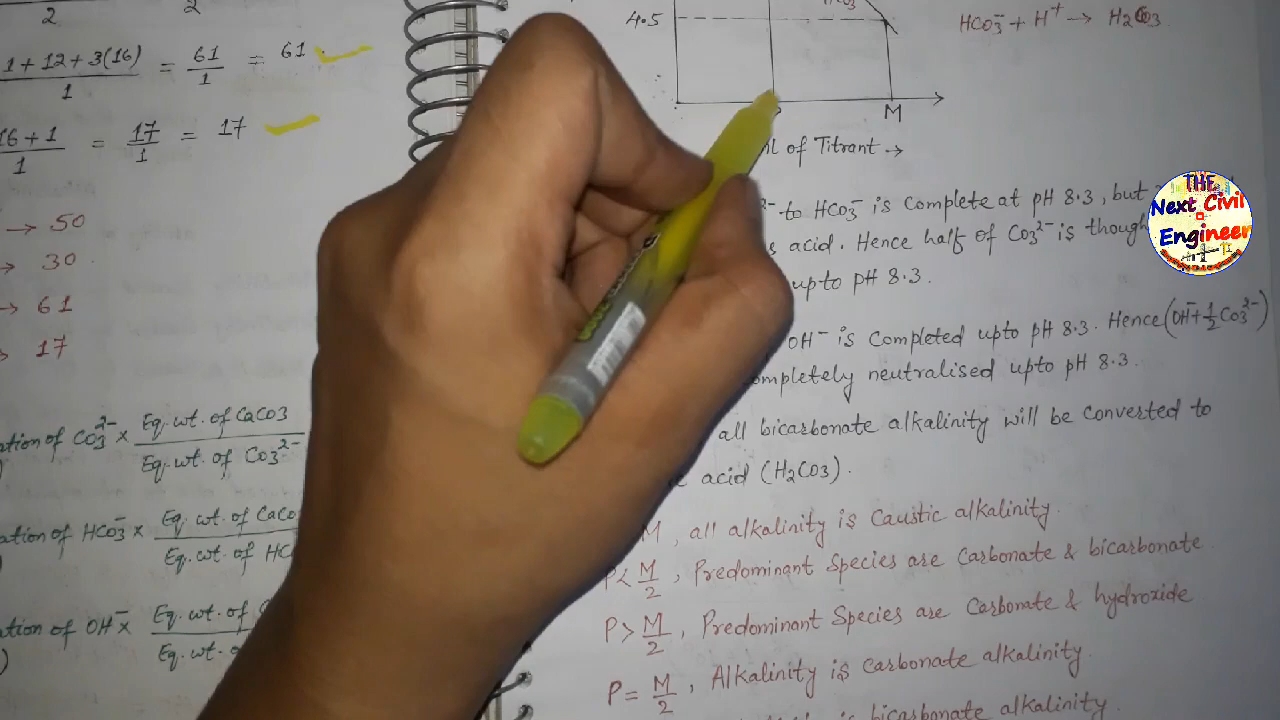 2
2
1 + 12 + 3(16) / 1 = 61/1 = 61
16 + 1 / 1 = 17/1 = 17
→ 50
→ 30
→ 61
→ 17
ation of CO3²⁻ × Eq. wt. of CaCO3 / Eq. wt. of CO3²⁻
ation of HCO3⁻ × Eq. wt. of CaCO / Eq. wt. of HC
ation of OH⁻ × Eq. wt. of / Eq. wt.
4.5
HCO3⁻
HCO3⁻ + H⁺ → H2CO3
M
of Titrant →
to HCO3⁻ is complete at pH 8.3, but
acid. Hence half of CO3²⁻ is though
upto pH 8.3.
OH⁻ is completed upto pH 8.3. Hence (OH⁻ + ½ CO3²⁻)
completely neutralised upto pH 8.3.
all bicarbonate alkalinity will be converted to
acid (H2CO3).
M, all alkalinity is Caustic alkalinity.
P < M/2, Predominant Species are Carbonate & bicarbonate
P > M/2, Predominant Species are Carbonate & hydroxide
P = M/2, Alkalinity is carbonate alkalinity.
is bicarbonate alkalinity.
THE
Next Civil
Engineer